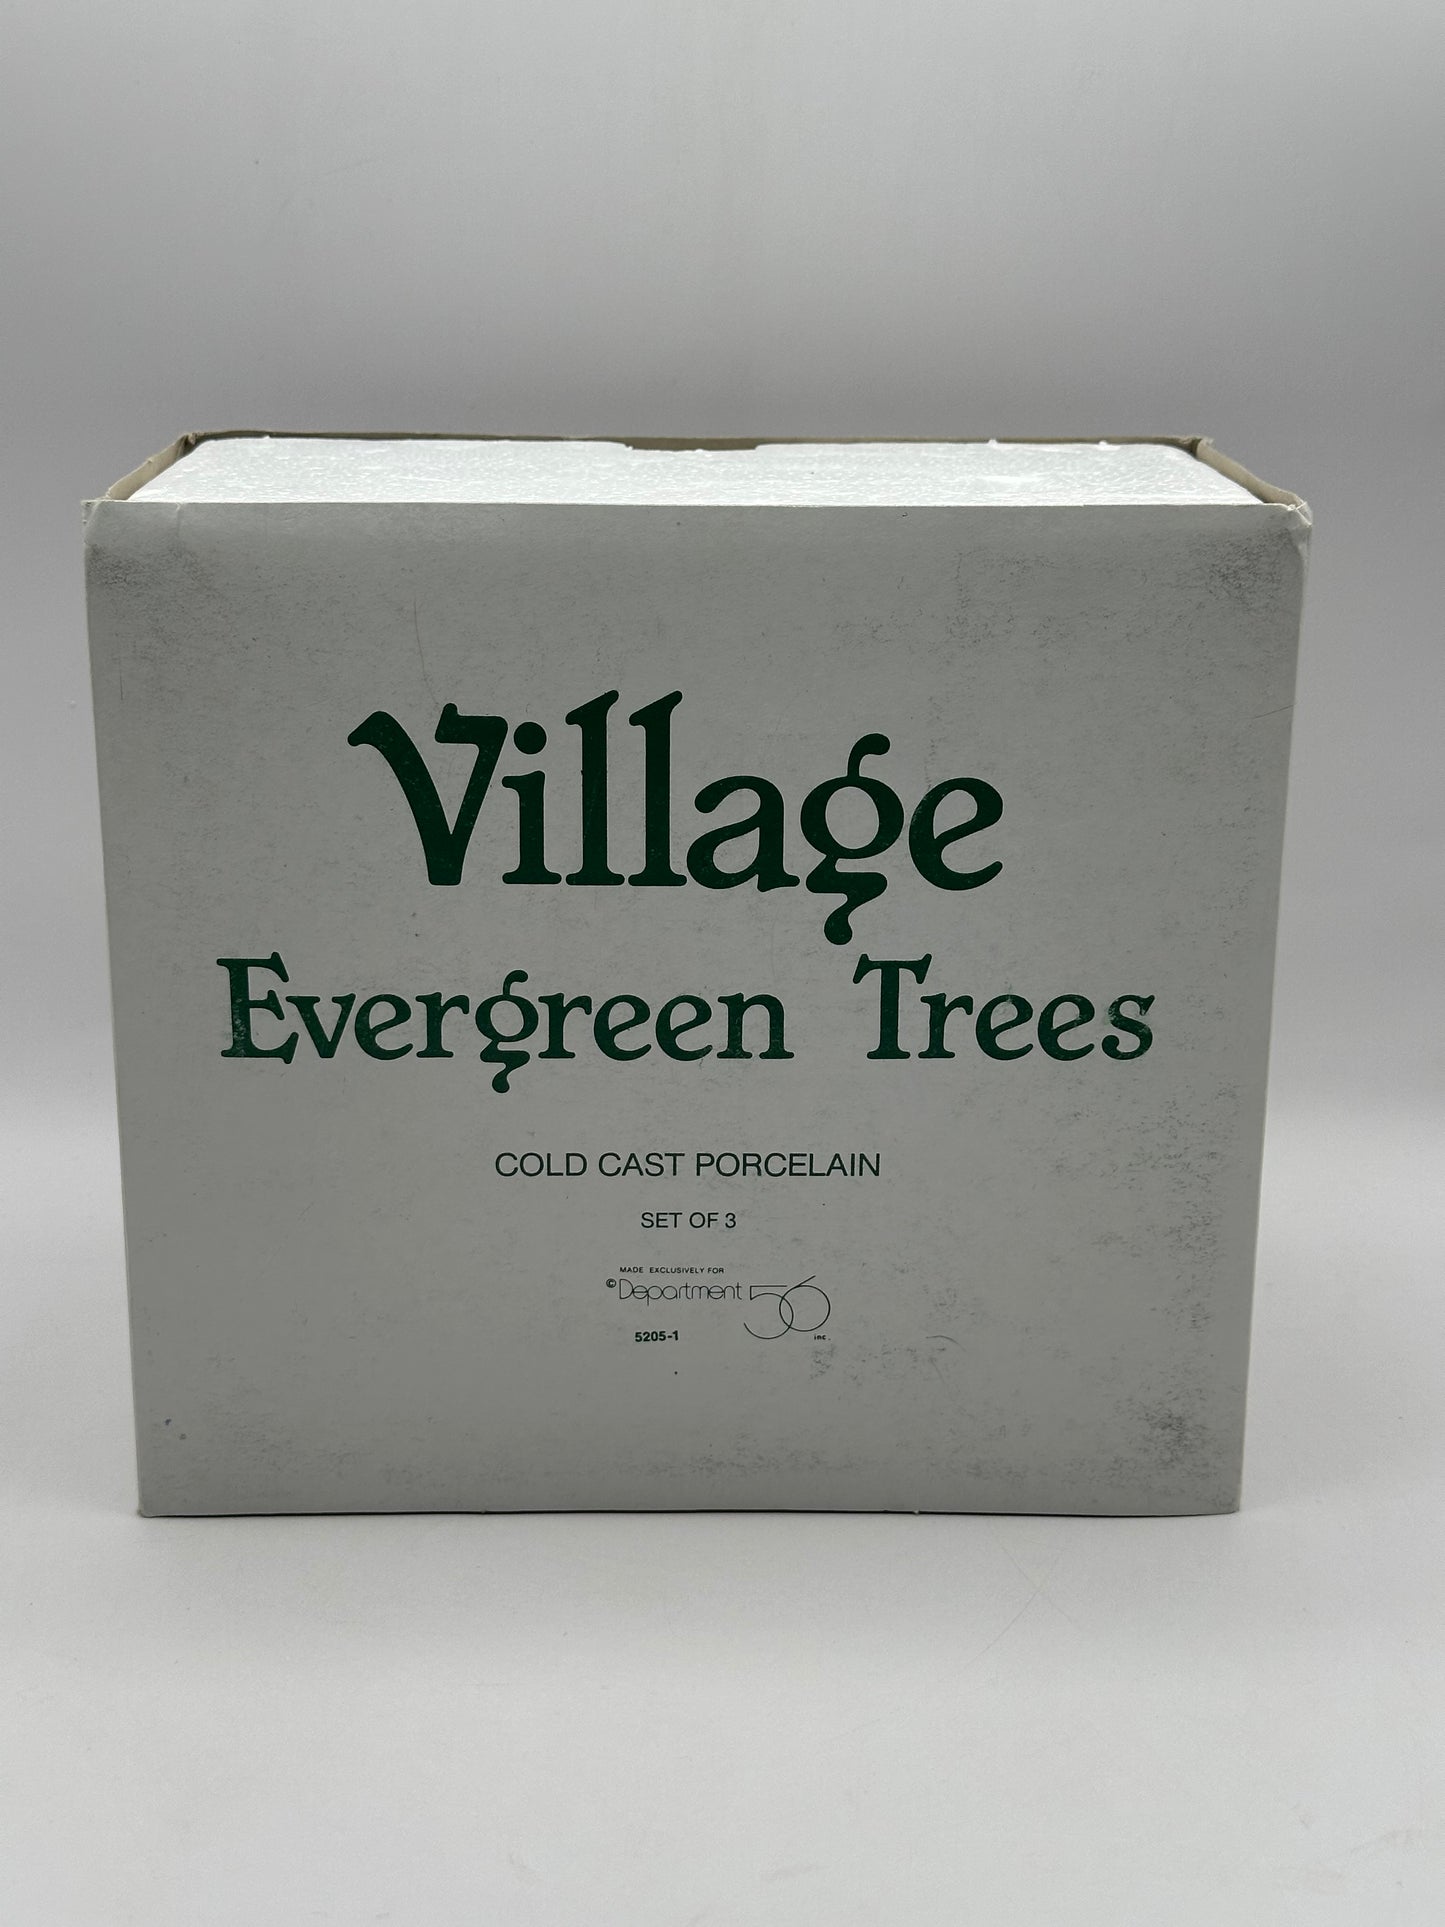 Village
Evergreen Trees
COLD CAST PORCELAIN
SET OF 3
MADE EXCLUSIVELY FOR
©Department 56 inc.
5205-1